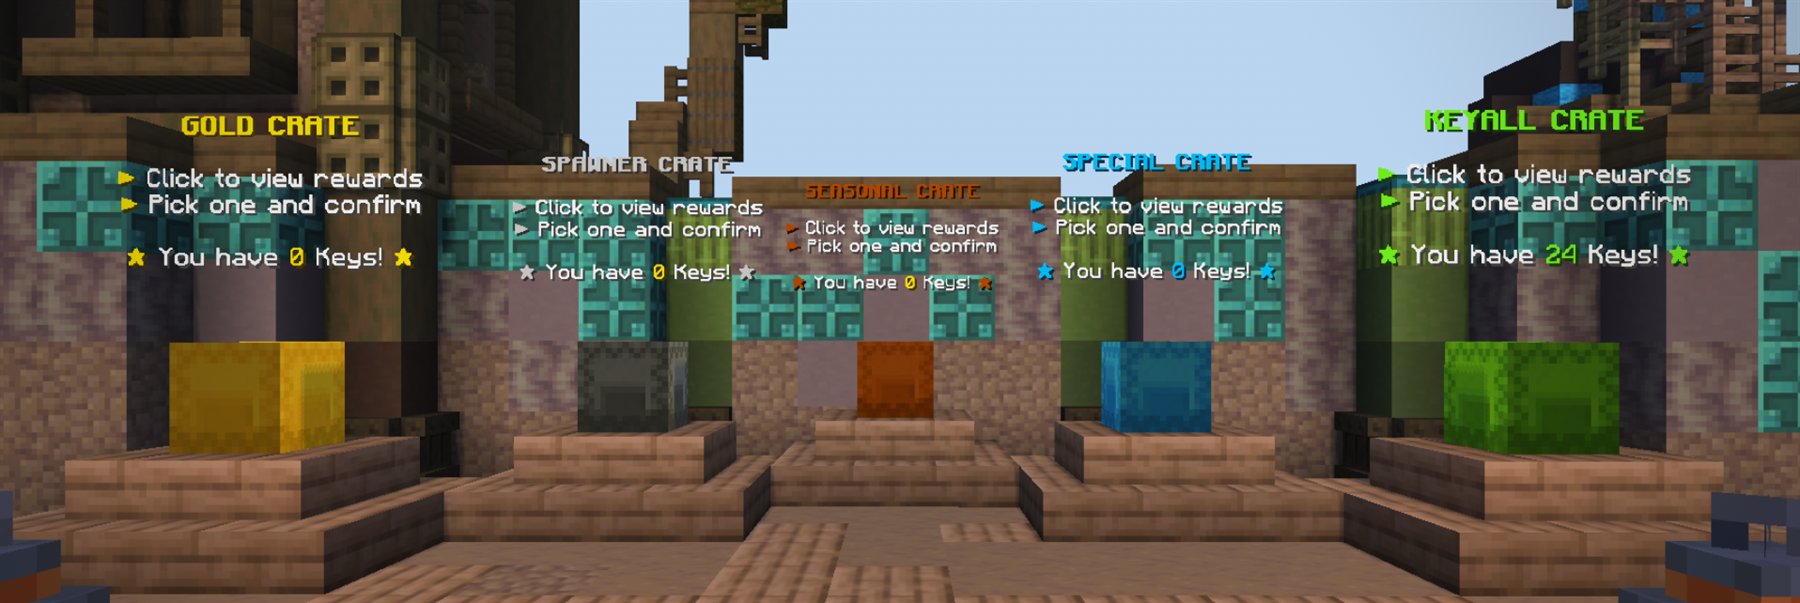 GOLD CRATE
Click to view rewards
Pick one and confirm
You have 0 Keys!
SPAWNER CRATE
Click to view rewards
Pick one and confirm
You have 0 Keys!
SEASONAL CRATE
Click to view rewards
Pick one and confirm
You have 0 Keys!
SPECIAL CRATE
Click to view rewards
Pick one and confirm
You have 0 Keys!
KEYALL CRATE
Click to view rewards
Pick one and confirm
You have 24 Keys!